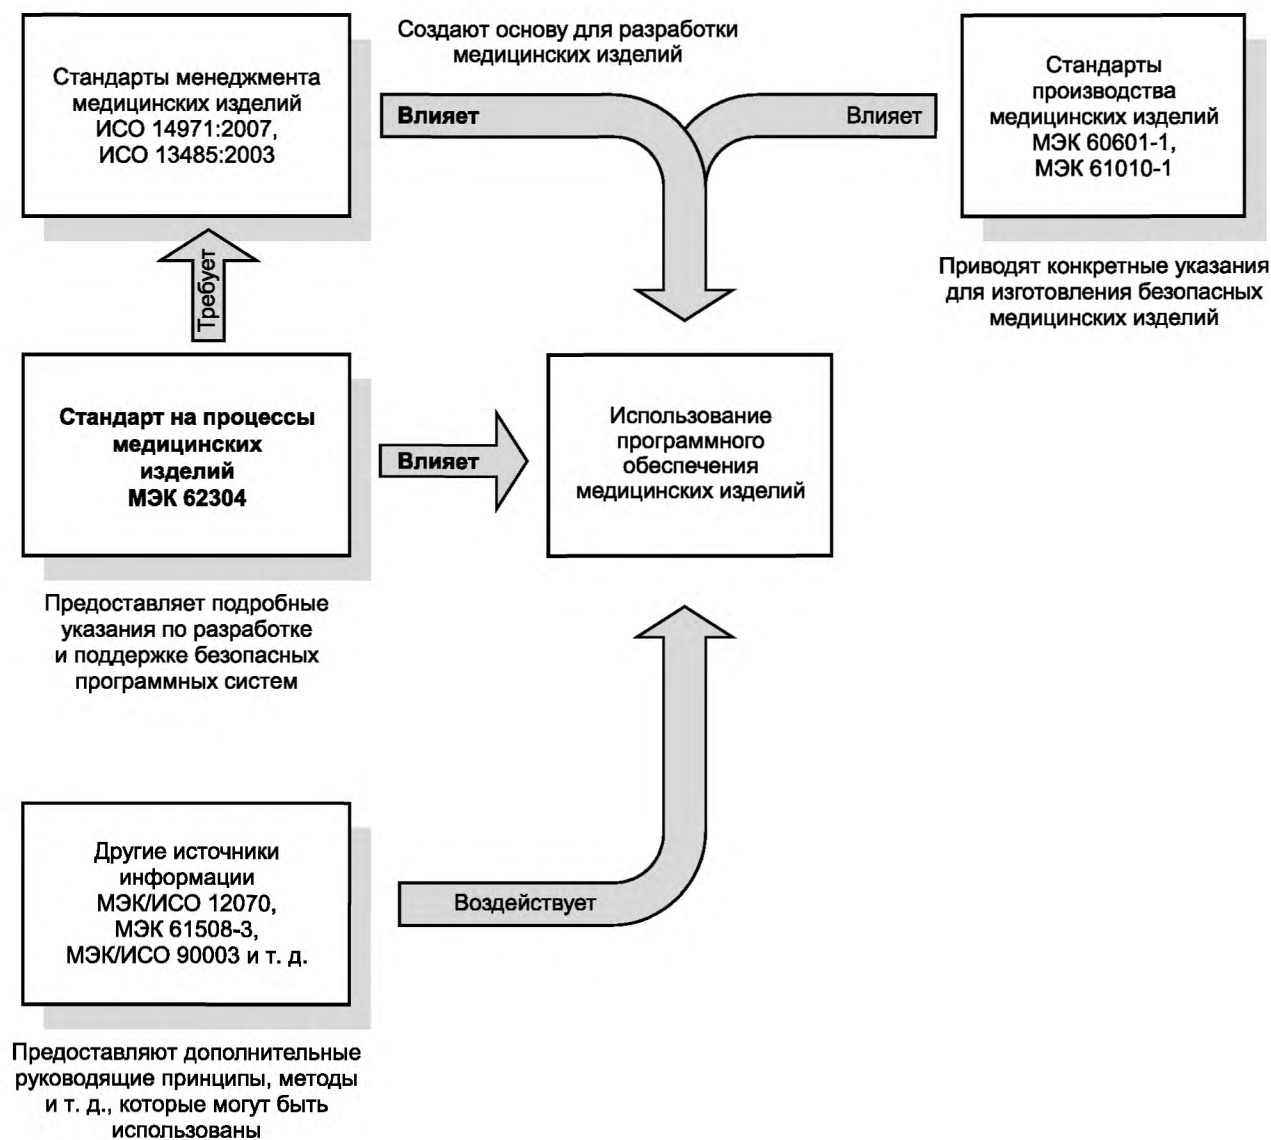 Стандарты менеджмента
медицинских изделий
ИСО 14971:2007,
ИСО 13485:2003
Создают основу для разработки
медицинских изделий
Влияет
Влияет
Стандарты
производства
медицинских изделий
МЭК 60601-1,
МЭК 61010-1
Приводят конкретные указания
для изготовления безопасных
медицинских изделий
Требует
Стандарт на процессы
медицинских
изделий
МЭК 62304
Влияет
Использование
программного
обеспечения
медицинских изделий
Предоставляет подробные
указания по разработке
и поддержке безопасных
программных систем
Другие источники
информации
МЭК/ИСО 12070,
МЭК 61508-3,
МЭК/ИСО 90003 и т. д.
Воздействует
Предоставляют дополнительные
руководящие принципы, методы
и т. д., которые могут быть
использованы